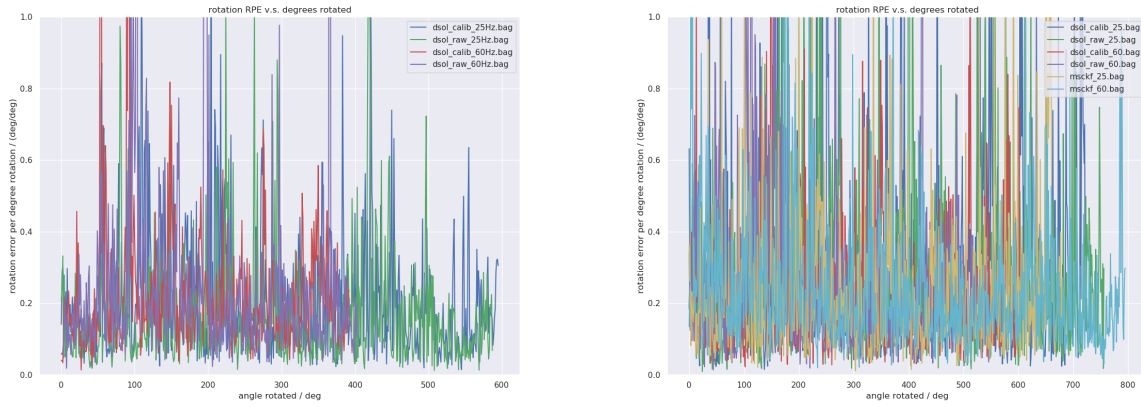 rotation RPE v.s. degrees rotated
1.0
0.8
0.6
0.4
0.2
0.0
rotation error per degree rotation / (deg/deg)
0
100
200
300
400
500
600
angle rotated / deg
dsol_calib_25Hz.bag
dsol_raw_25Hz.bag
dsol_calib_60Hz.bag
dsol_raw_60Hz.bag
rotation RPE v.s. degrees rotated
1.0
0.8
0.6
0.4
0.2
0.0
rotation error per degree rotation / (deg/deg)
0
100
200
300
400
500
600
700
800
angle rotated / deg
dsol_calib_25.bag
dsol_raw_25.bag
dsol_calib_60.bag
dsol_raw_60.bag
msckf_25.bag
msckf_60.bag